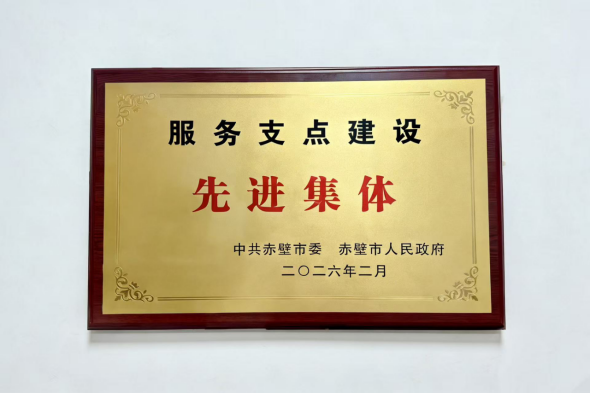 服务支点建设
先进集体
中共赤壁市委 赤壁市人民政府
二〇二六年二月